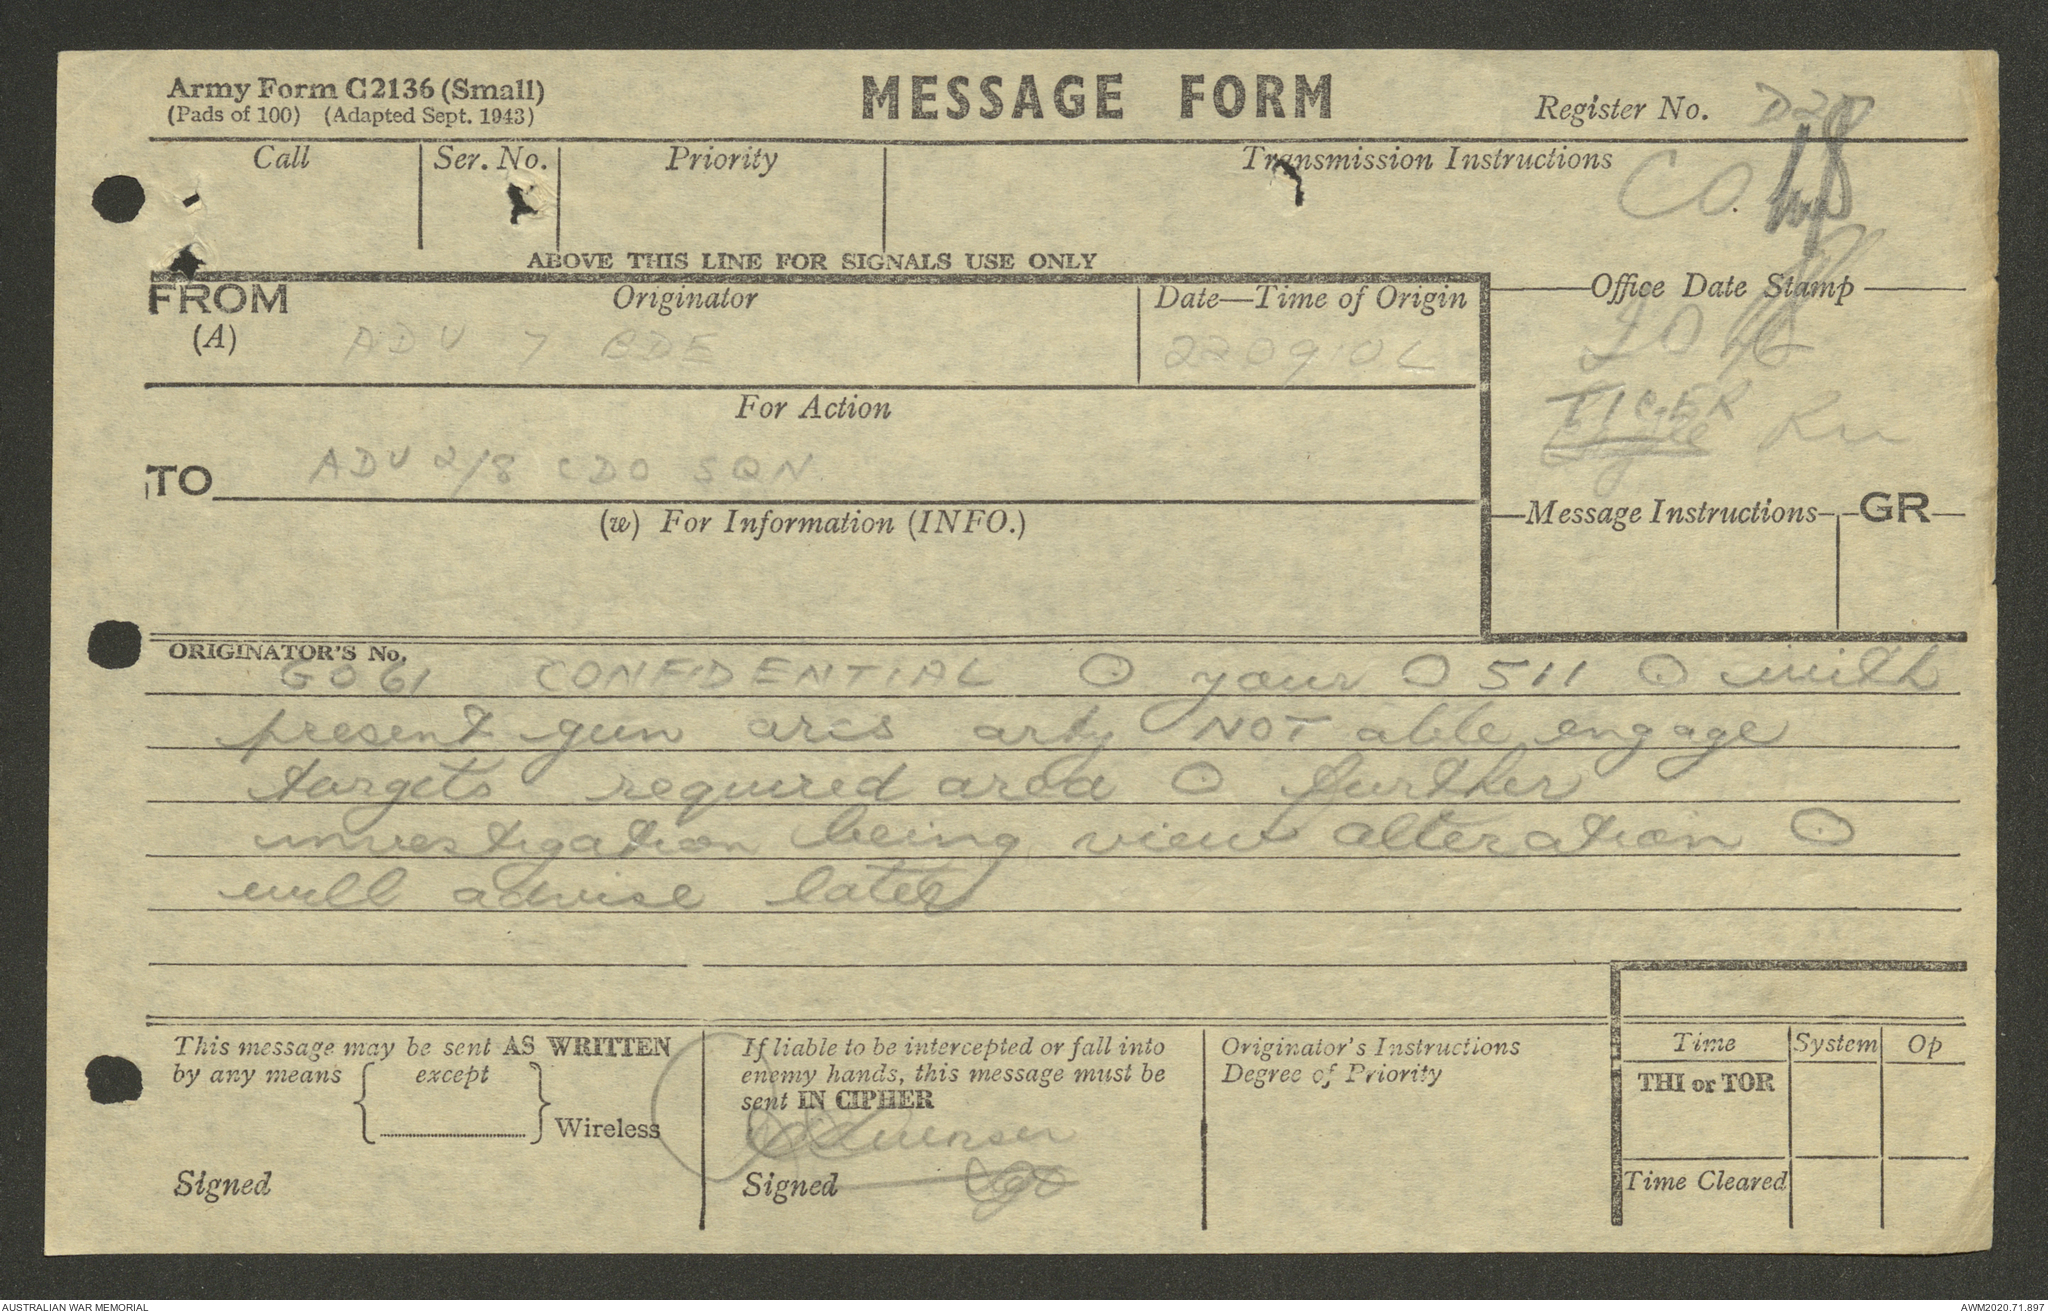 Army Form C2136 (Small)
(Pads of 100) (Adapted Sept. 1943)
MESSAGE FORM
Register No.
Call
Ser. No.
Priority
Transmission Instructions
CO.
ABOVE THIS LINE FOR SIGNALS USE ONLY
FROM
(A)
Originator
ADV 7 BDE
Date—Time of Origin
220910L
Office Date Stamp
IO
TIGER
For Action
TO
ADV 2/8 CDO SQN
(w) For Information (INFO.)
Message Instructions
GR
ORIGINATOR'S No.
GO61 CONFIDENTIAL O your O 511 O with
present gun arcs arty NOT able engage
targets required area O further
investigation being view alteration O
will advise later
This message may be sent AS WRITTEN
by any means except
Wireless
Signed
If liable to be intercepted or fall into
enemy hands, this message must be
sent IN CIPHER
Signed
Originator's Instructions
Degree of Priority
Time
System
Op
THI or TOR
Time Cleared
AUSTRALIAN WAR MEMORIAL
AWM2020.71.897